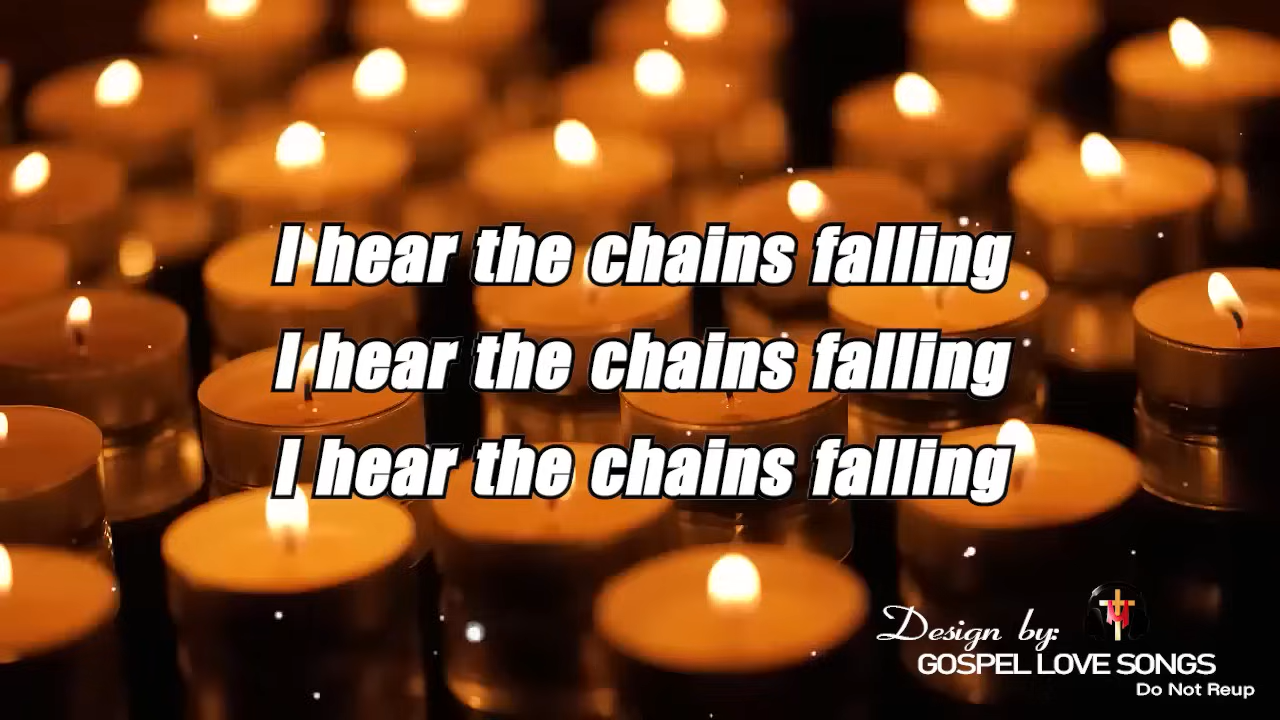 I hear the chains falling
I hear the chains falling
I hear the chains falling
Design by:
GOSPEL LOVE SONGS
Do Not Reup